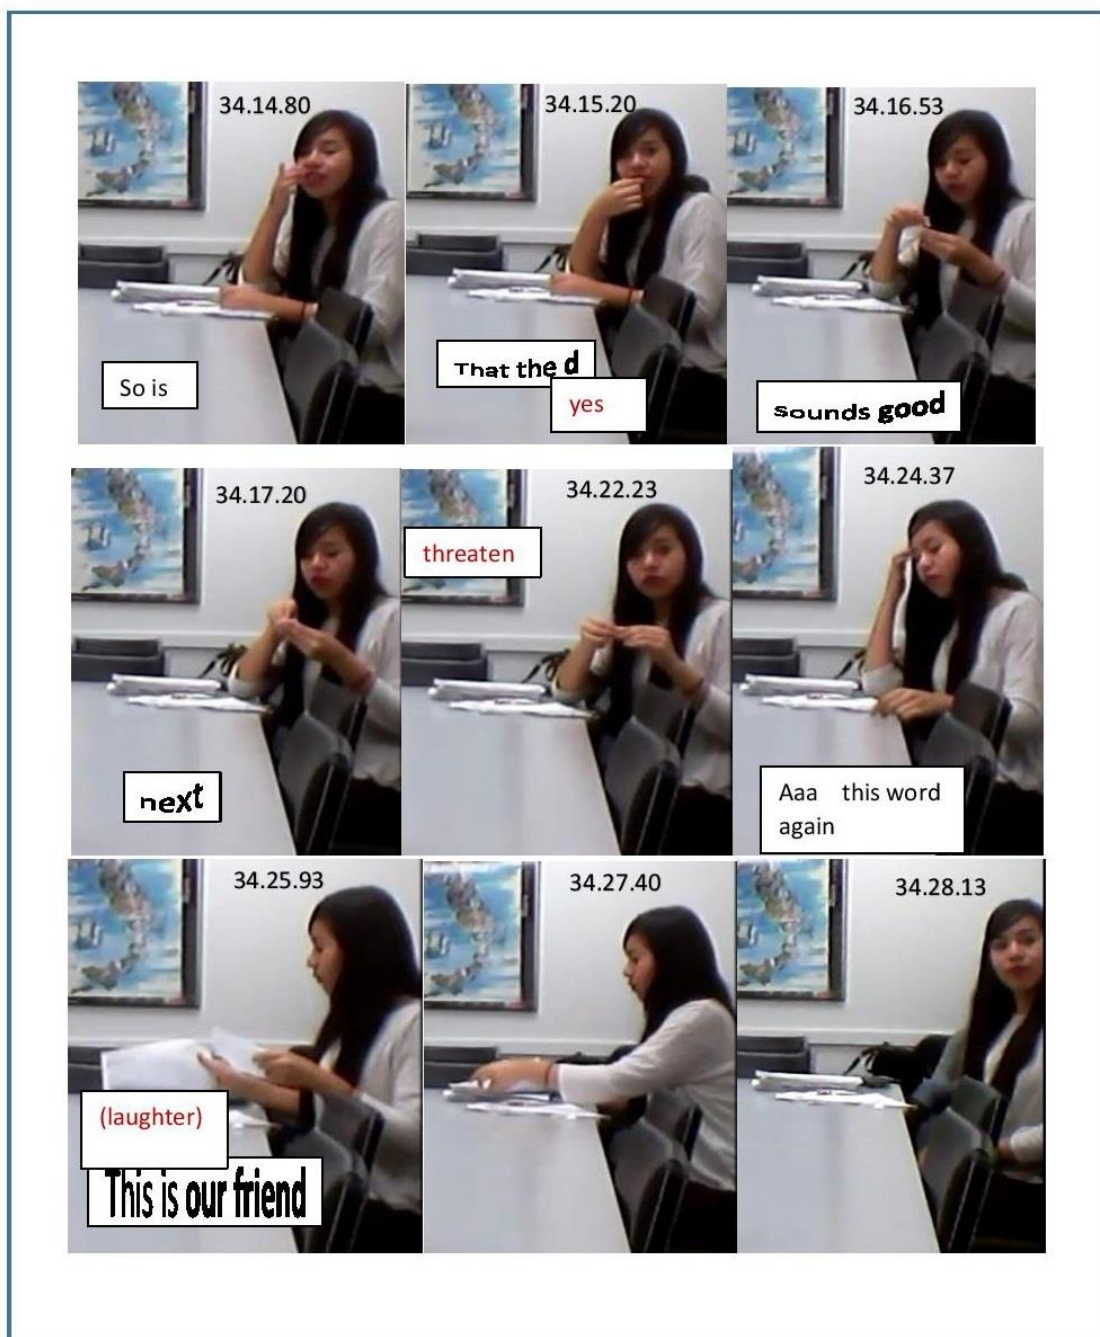 34.14.80
34.15.20
34.16.53
So is
That the d
yes
sounds good
34.17.20
34.22.23
34.24.37
threaten
next
Aaa this word
again
34.25.93
34.27.40
34.28.13
(laughter)
This is our friend